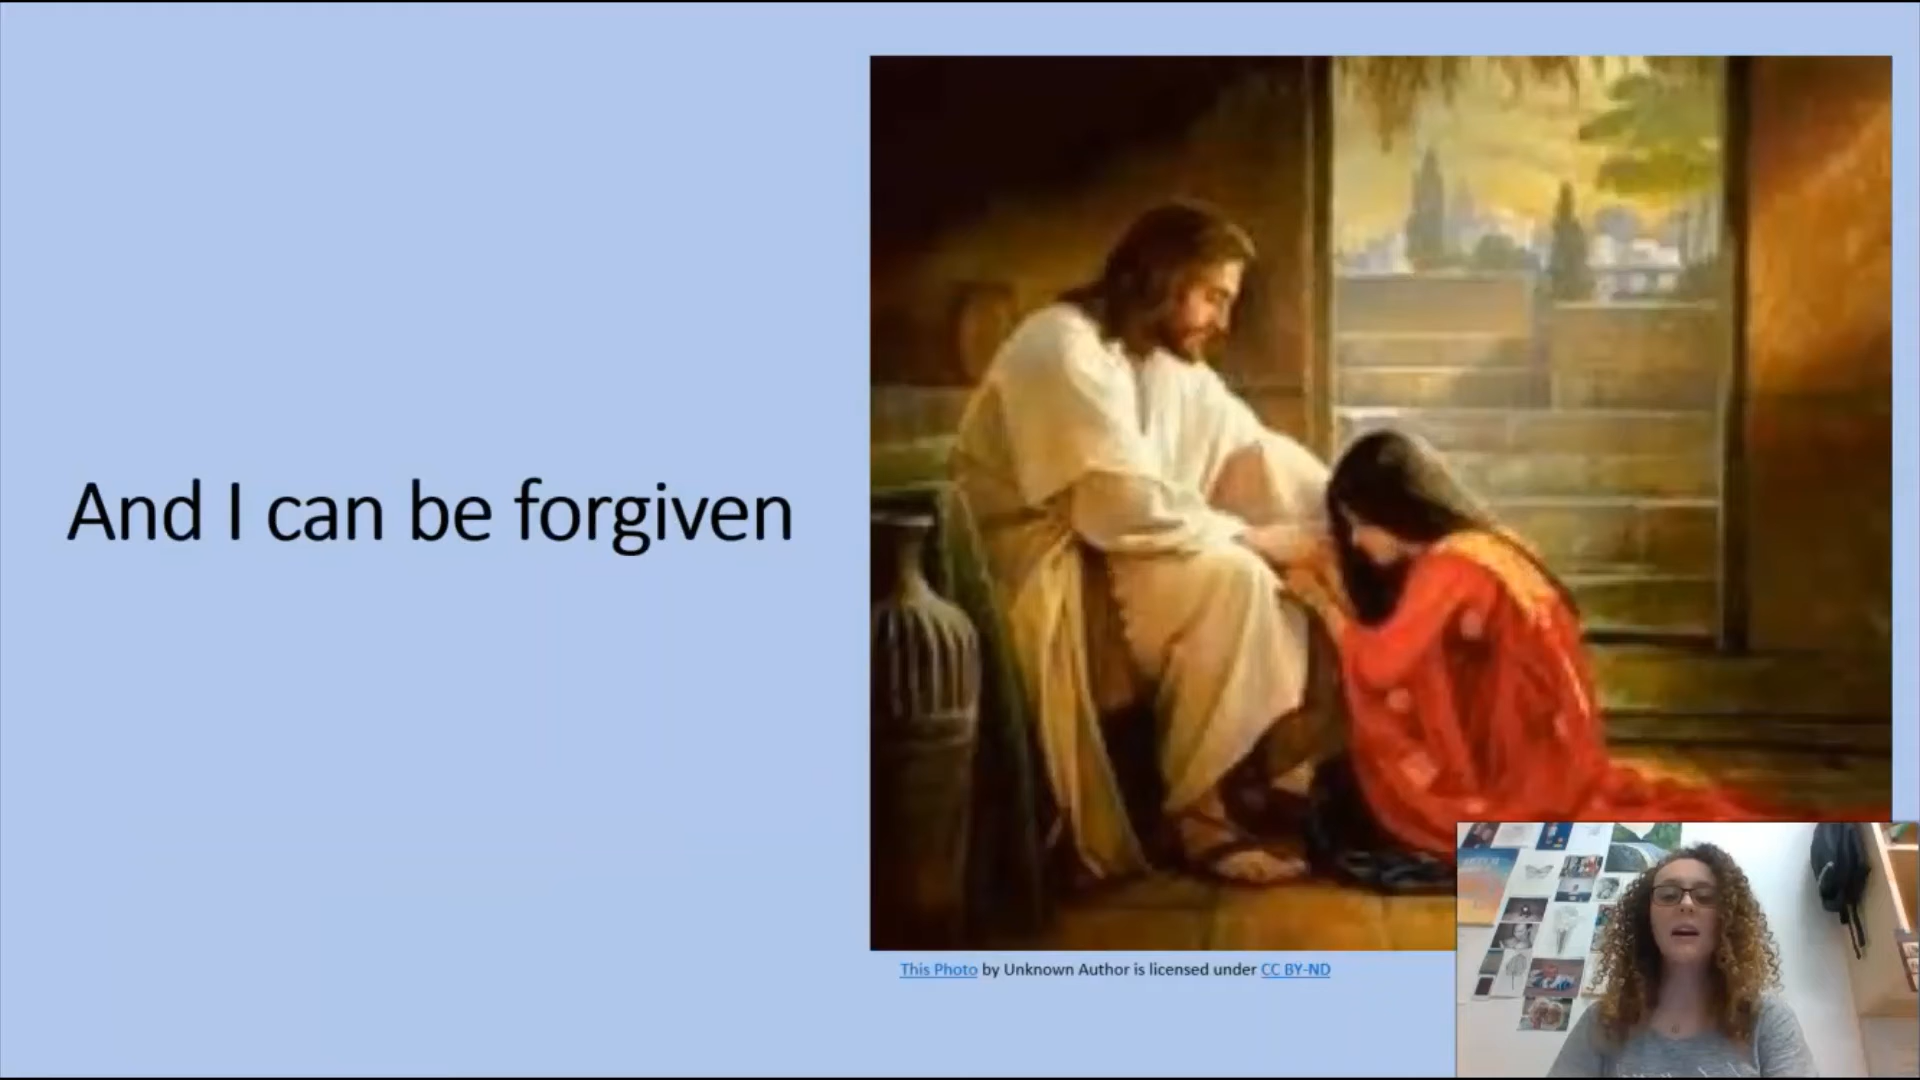 And I can be forgiven
This Photo by Unknown Author is licensed under CC BY-ND